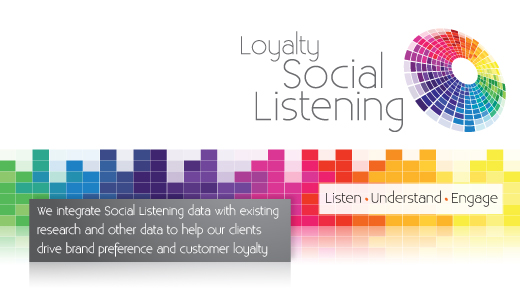 Loyalty
Social
Listening
Listen • Understand • Engage
We integrate Social Listening data with existing
research and other data to help our clients
drive brand preference and customer loyalty